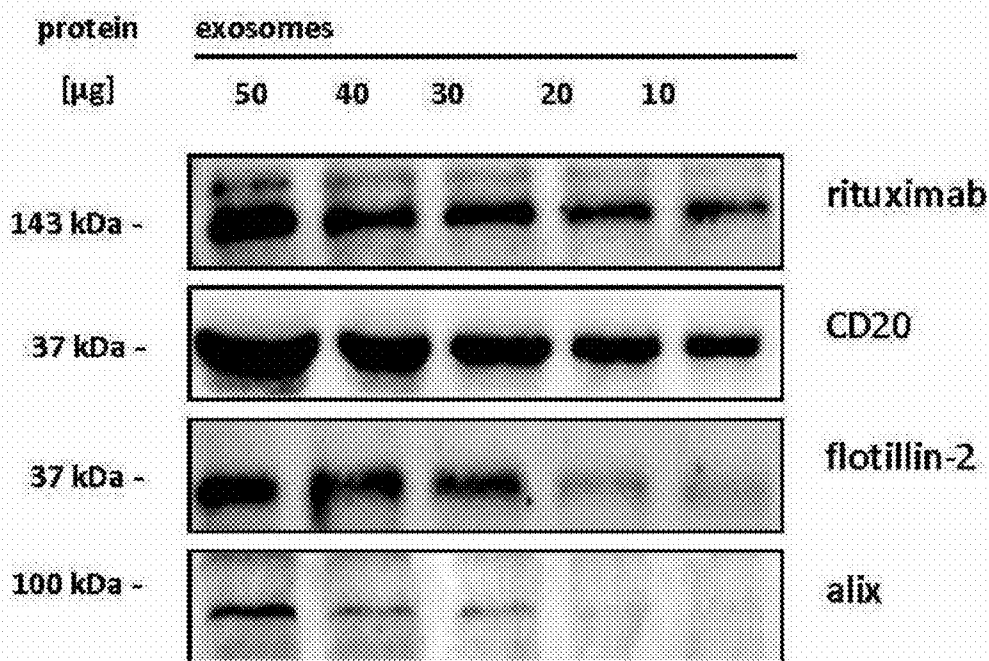 protein exosomes
[µg] 50 40 30 20 10
143 kDa - rituximab
37 kDa - CD20
37 kDa - flotillin-2
100 kDa - alix